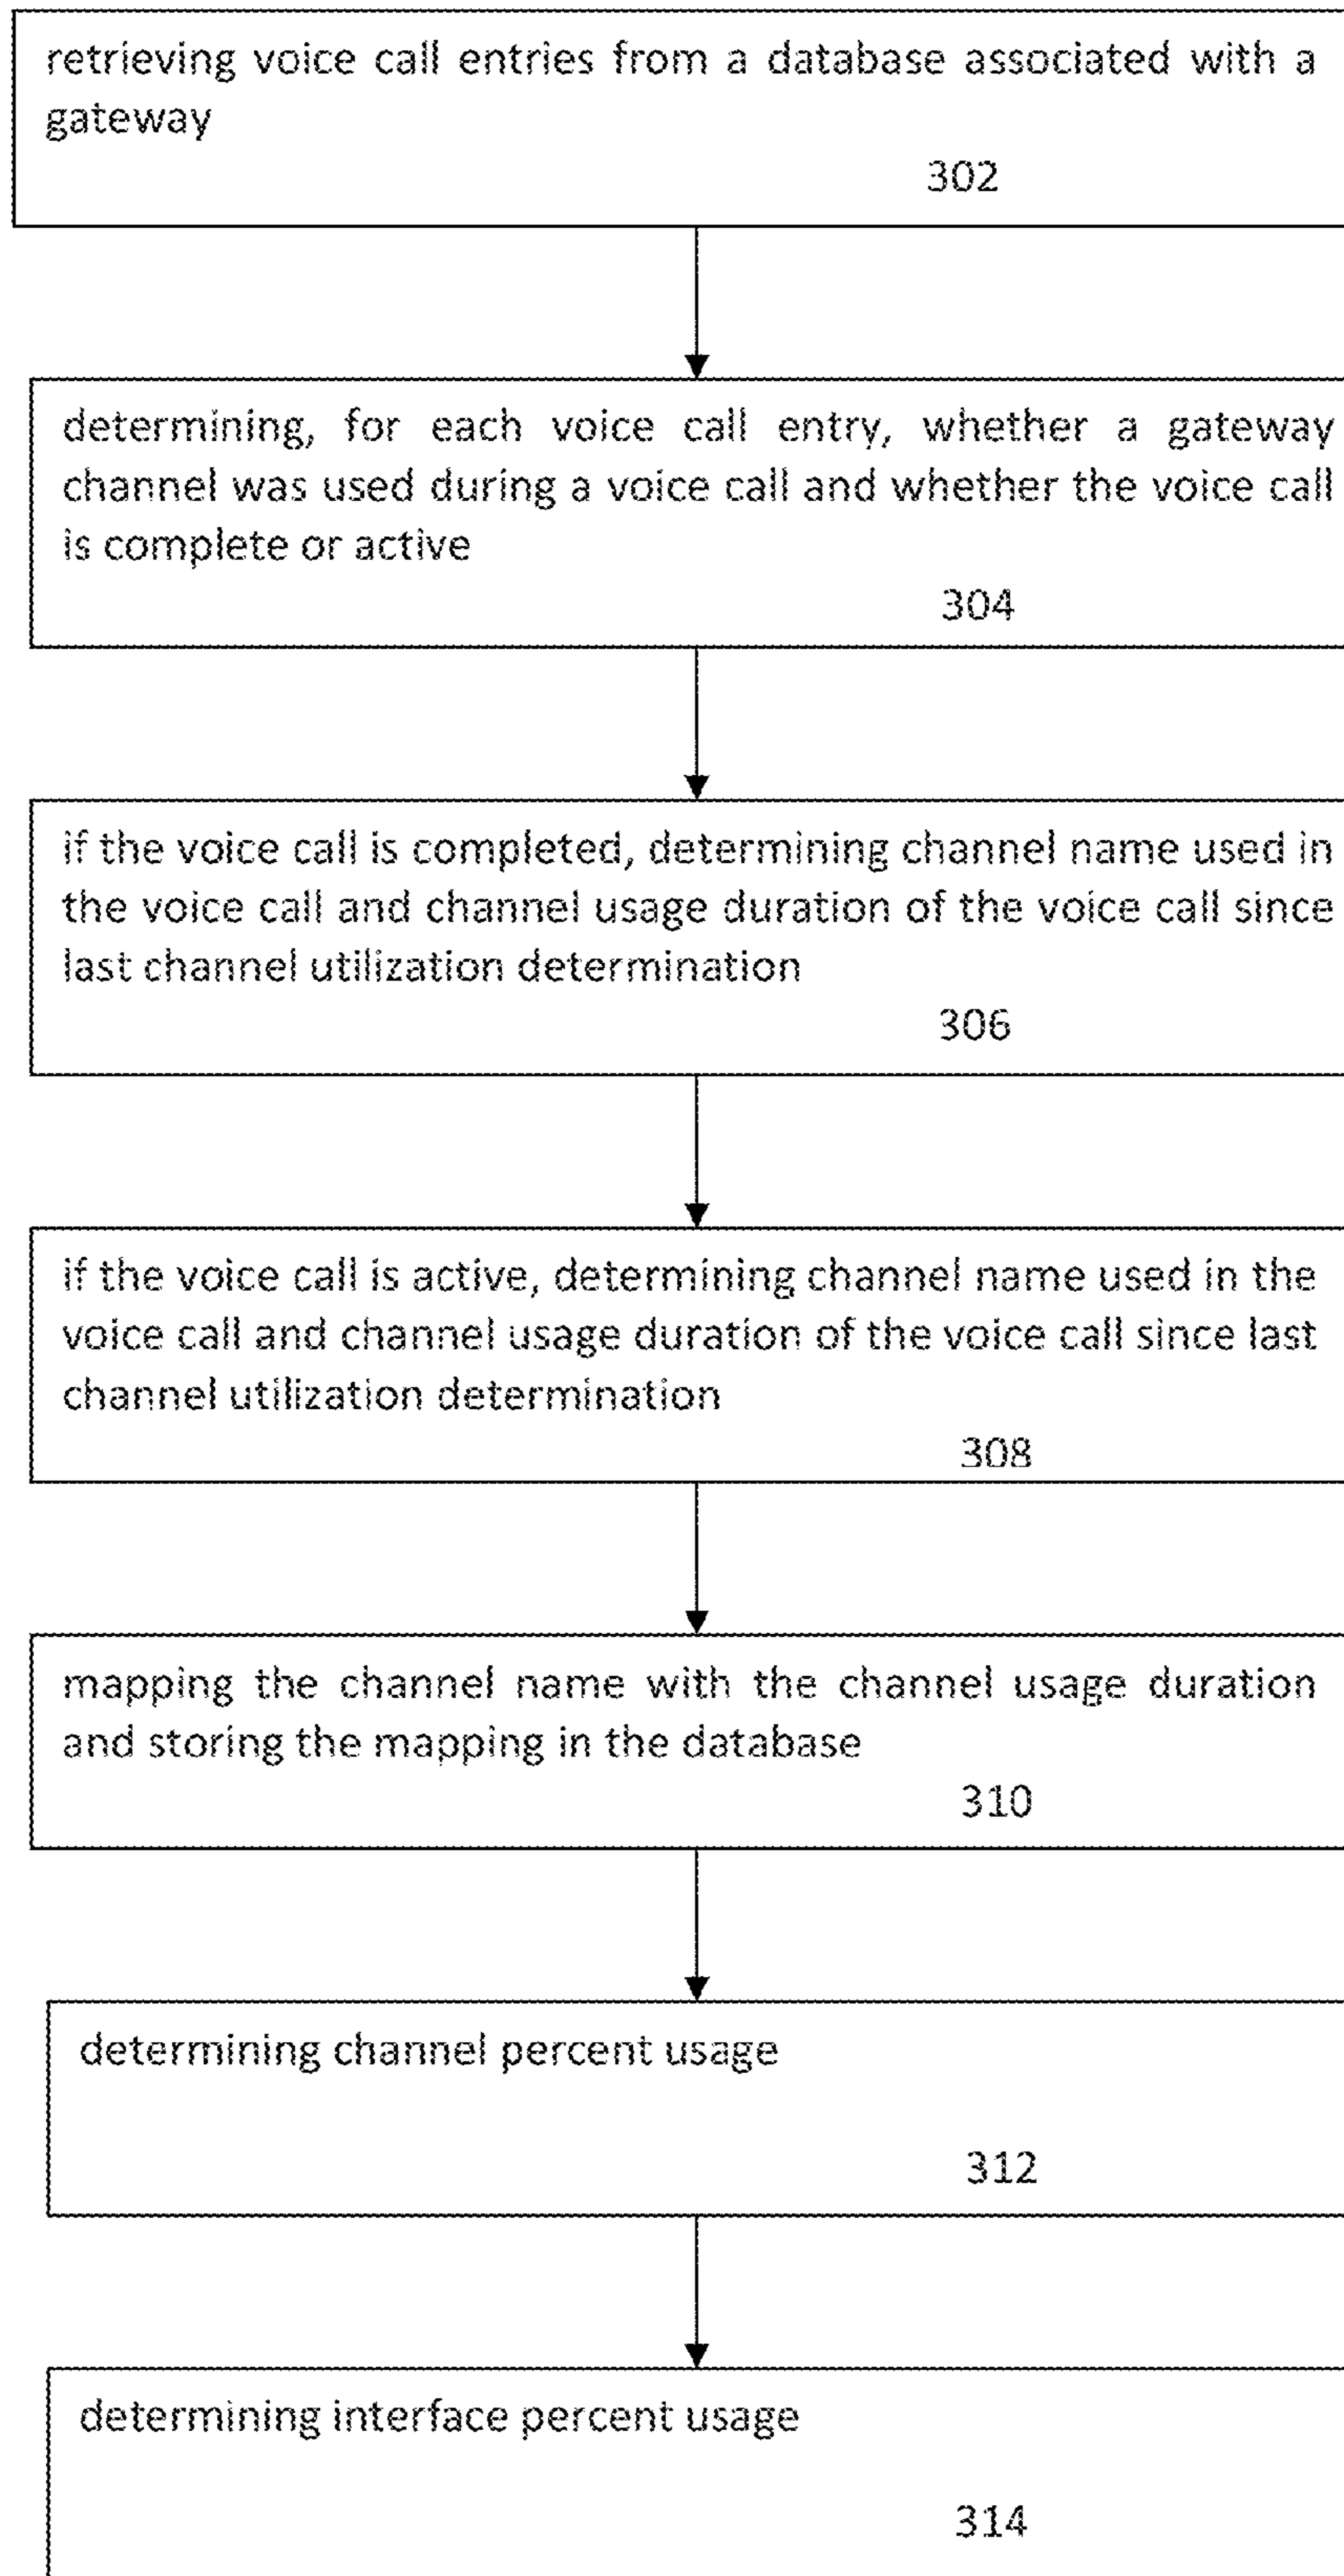 retrieving voice call entries from a database associated with a
gateway
302
determining, for each voice call entry, whether a gateway
channel was used during a voice call and whether the voice call
is complete or active
304
if the voice call is completed, determining channel name used in
the voice call and channel usage duration of the voice call since
last channel utilization determination
306
if the voice call is active, determining channel name used in the
voice call and channel usage duration of the voice call since last
channel utilization determination
308
mapping the channel name with the channel usage duration
and storing the mapping in the database
310
determining channel percent usage
312
determining interface percent usage
314